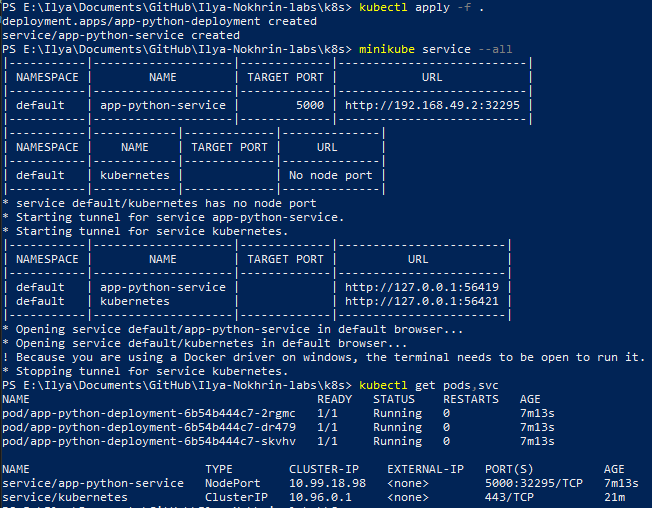 PS E:\Ilya\Documents\GitHub\Ilya-Nokhrin-labs\k8s> kubectl apply -f .
deployment.apps/app-python-deployment created
service/app-python-service created
PS E:\Ilya\Documents\GitHub\Ilya-Nokhrin-labs\k8s> minikube service --all
|-----------|--------------------|-------------|---------------------------|
| NAMESPACE | NAME | TARGET PORT | URL |
|-----------|--------------------|-------------|---------------------------|
| default | app-python-service | 5000 | http://192.168.49.2:32295 |
|-----------|--------------------|-------------|---------------------------|
|-----------|------------|-------------|--------------|
| NAMESPACE | NAME | TARGET PORT | URL |
|-----------|------------|-------------|--------------|
| default | kubernetes | | No node port |
|-----------|------------|-------------|--------------|
* service default/kubernetes has no node port
* Starting tunnel for service app-python-service.
* Starting tunnel for service kubernetes.
|-----------|--------------------|-------------|------------------------|
| NAMESPACE | NAME | TARGET PORT | URL |
|-----------|--------------------|-------------|------------------------|
| default | app-python-service | | http://127.0.0.1:56419 |
| default | kubernetes | | http://127.0.0.1:56421 |
|-----------|--------------------|-------------|------------------------|
* Opening service default/app-python-service in default browser...
* Opening service default/kubernetes in default browser...
! Because you are using a Docker driver on windows, the terminal needs to be open to run it.
* Stopping tunnel for service kubernetes.
PS E:\Ilya\Documents\GitHub\Ilya-Nokhrin-labs\k8s> kubectl get pods,svc
NAME READY STATUS RESTARTS AGE
pod/app-python-deployment-6b54b444c7-2rgmc 1/1 Running 0 7m13s
pod/app-python-deployment-6b54b444c7-dr479 1/1 Running 0 7m13s
pod/app-python-deployment-6b54b444c7-skvhv 1/1 Running 0 7m13s
NAME TYPE CLUSTER-IP EXTERNAL-IP PORT(S) AGE
service/app-python-service NodePort 10.99.18.98 <none> 5000:32295/TCP 7m13s
service/kubernetes ClusterIP 10.96.0.1 <none> 443/TCP 21m